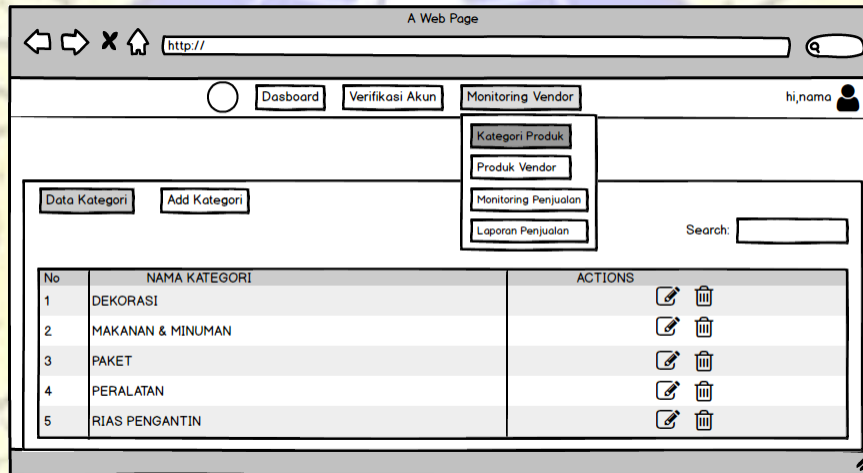 A Web Page
http://
Dasboard Verifikasi Akun Monitoring Vendor hi,nama
Kategori Produk
Produk Vendor
Monitoring Penjualan
Laporan Penjualan
Data Kategori Add Kategori
Search:
No NAMA KATEGORI ACTIONS
1 DEKORASI
2 MAKANAN & MINUMAN
3 PAKET
4 PERALATAN
5 RIAS PENGANTIN